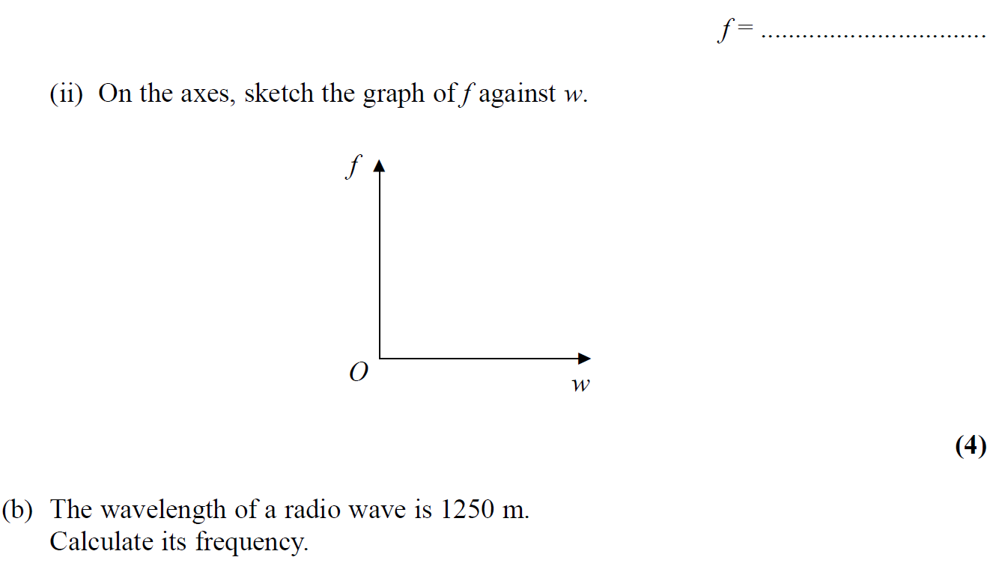 f = .................................
(ii) On the axes, sketch the graph of f against w.
f
O
w
(4)
(b) The wavelength of a radio wave is 1250 m.
Calculate its frequency.